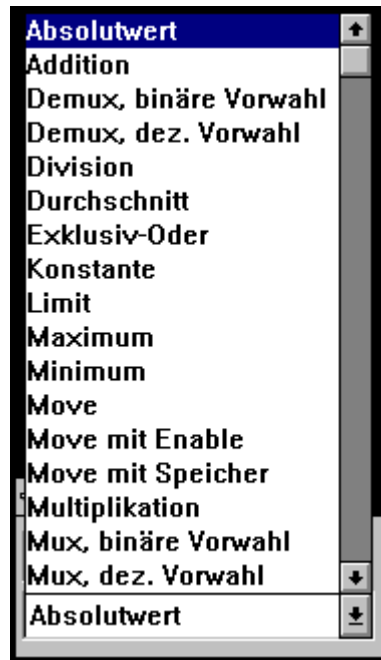 Absolutwert
Addition
Demux, binäre Vorwahl
Demux, dez. Vorwahl
Division
Durchschnitt
Exklusiv-Oder
Konstante
Limit
Maximum
Minimum
Move
Move mit Enable
Move mit Speicher
Multiplikation
Mux, binäre Vorwahl
Mux, dez. Vorwahl
Absolutwert